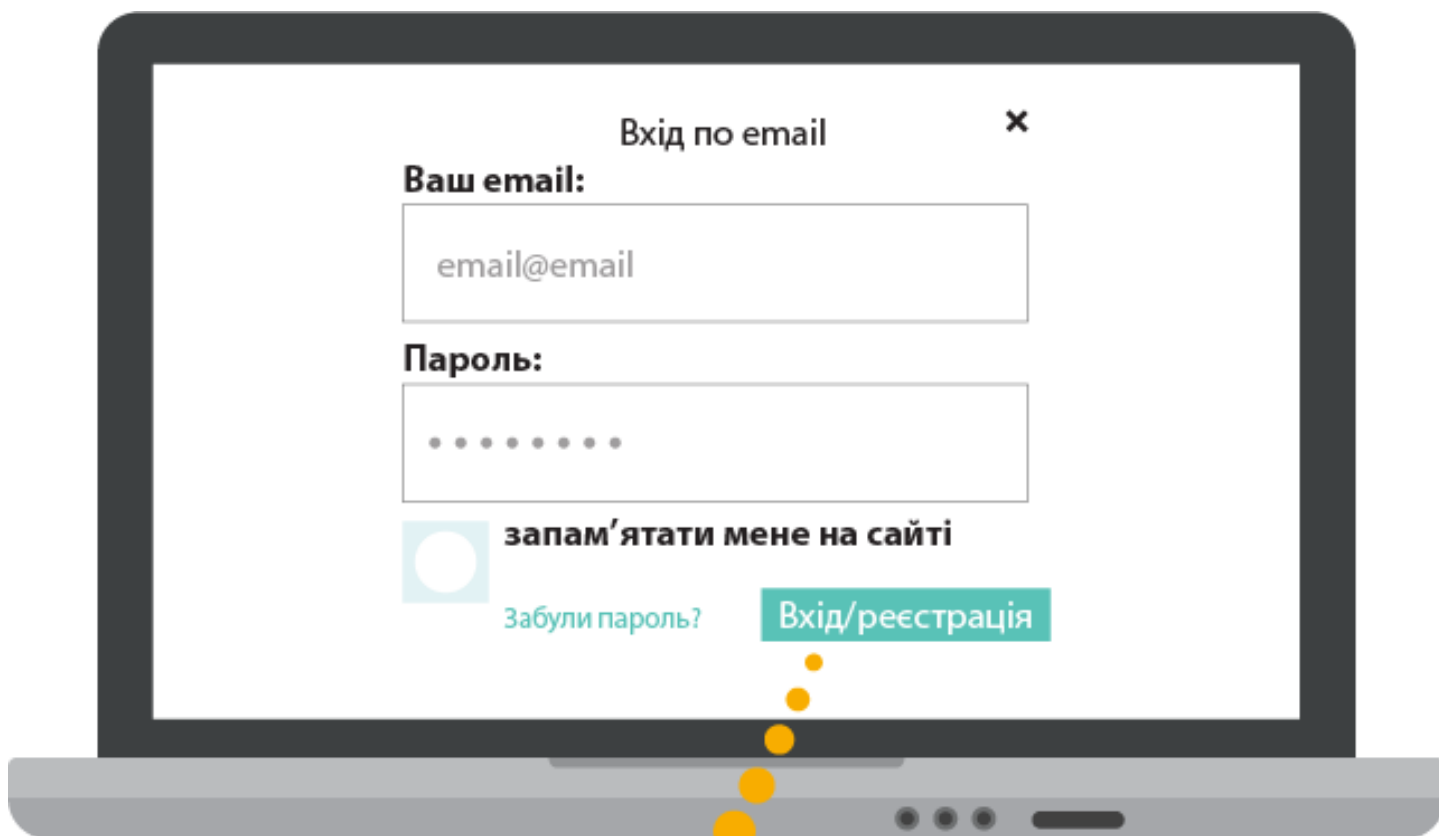 Вхід по email
Ваш email:
email@email
Пароль:
запам’ятати мене на сайті
Забули пароль? Вхід/реєстрація